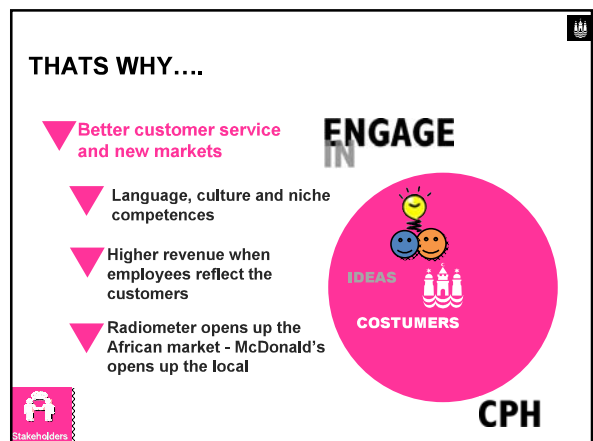 THATS WHY....
Better customer service
and new markets
Language, culture and niche
competences
Higher revenue when
employees reflect the
customers
Radiometer opens up the
African market - McDonald's
opens up the local
ENGAGE
IN
IDEAS
COSTUMERS
CPH
Stakeholders